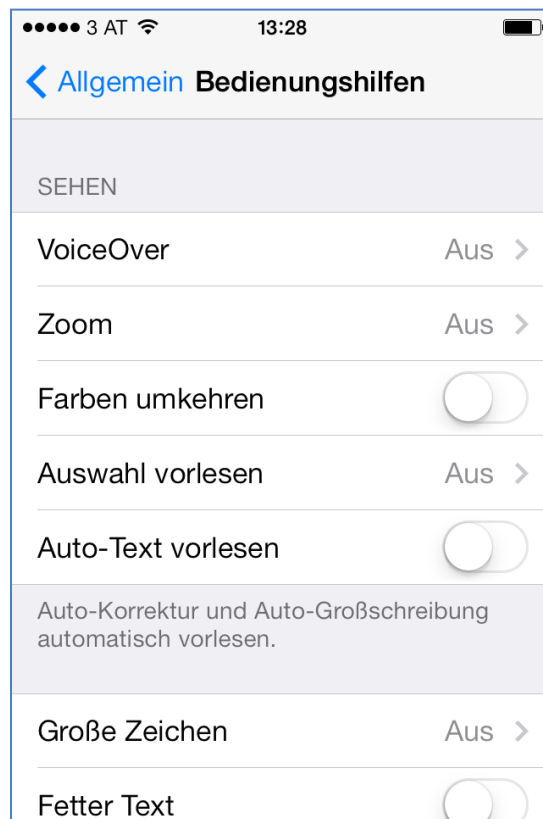 3 AT 13:28
Allgemein Bedienungshilfen
SEHEN
VoiceOver Aus
Zoom Aus
Farben umkehren
Auswahl vorlesen Aus
Auto-Text vorlesen
Auto-Korrektur und Auto-Großschreibung
automatisch vorlesen.
Große Zeichen Aus
Fetter Text